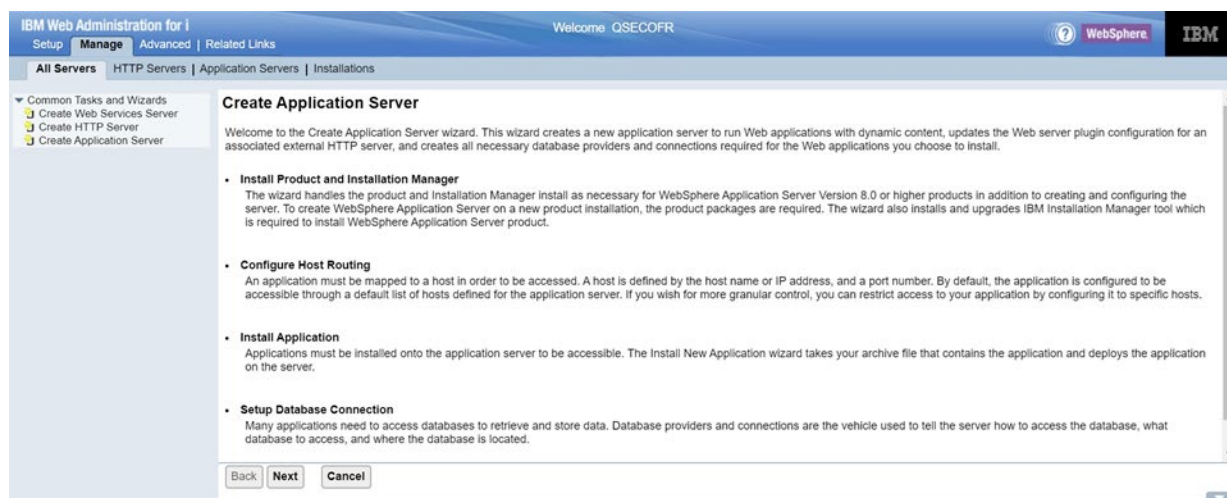 IBM Web Administration for i
Welcome QSECOFR
WebSphere.
IBM
Setup Manage Advanced | Related Links
All Servers HTTP Servers | Application Servers | Installations
Common Tasks and Wizards
Create Web Services Server
Create HTTP Server
Create Application Server
Create Application Server
Welcome to the Create Application Server wizard. This wizard creates a new application server to run Web applications with dynamic content, updates the Web server plugin configuration for an
associated external HTTP server, and creates all necessary database providers and connections required for the Web applications you choose to install.
• Install Product and Installation Manager
The wizard handles the product and Installation Manager install as necessary for WebSphere Application Server Version 8.0 or higher products in addition to creating and configuring the
server. To create WebSphere Application Server on a new product installation, the product packages are required. The wizard also installs and upgrades IBM Installation Manager tool which
is required to install WebSphere Application Server product.
• Configure Host Routing
An application must be mapped to a host in order to be accessed. A host is defined by the host name or IP address, and a port number. By default, the application is configured to be
accessible through a default list of hosts defined for the application server. If you wish for more granular control, you can restrict access to your application by configuring it to specific hosts.
• Install Application
Applications must be installed onto the application server to be accessible. The Install New Application wizard takes your archive file that contains the application and deploys the application
on the server.
• Setup Database Connection
Many applications need to access databases to retrieve and store data. Database providers and connections are the vehicle used to tell the server how to access the database, what
database to access, and where the database is located.
Back Next Cancel